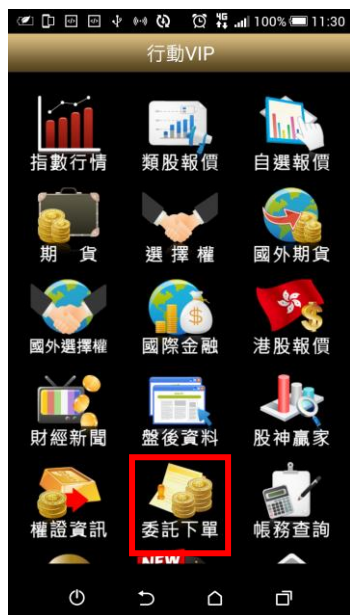 4G 100% 11:30
行動VIP
指數行情 類股報價 自選報價
期 貨 選 擇 權 國外期貨
國外選擇權 國際金融 港股報價
財經新聞 盤後資料 股神贏家
權證資訊 委託下單 帳務查詢
NEW